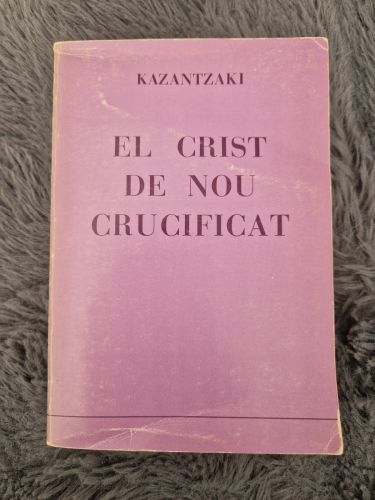 KAZANTZAKI
EL CRIST
DE NOU
CRUCIFICAT